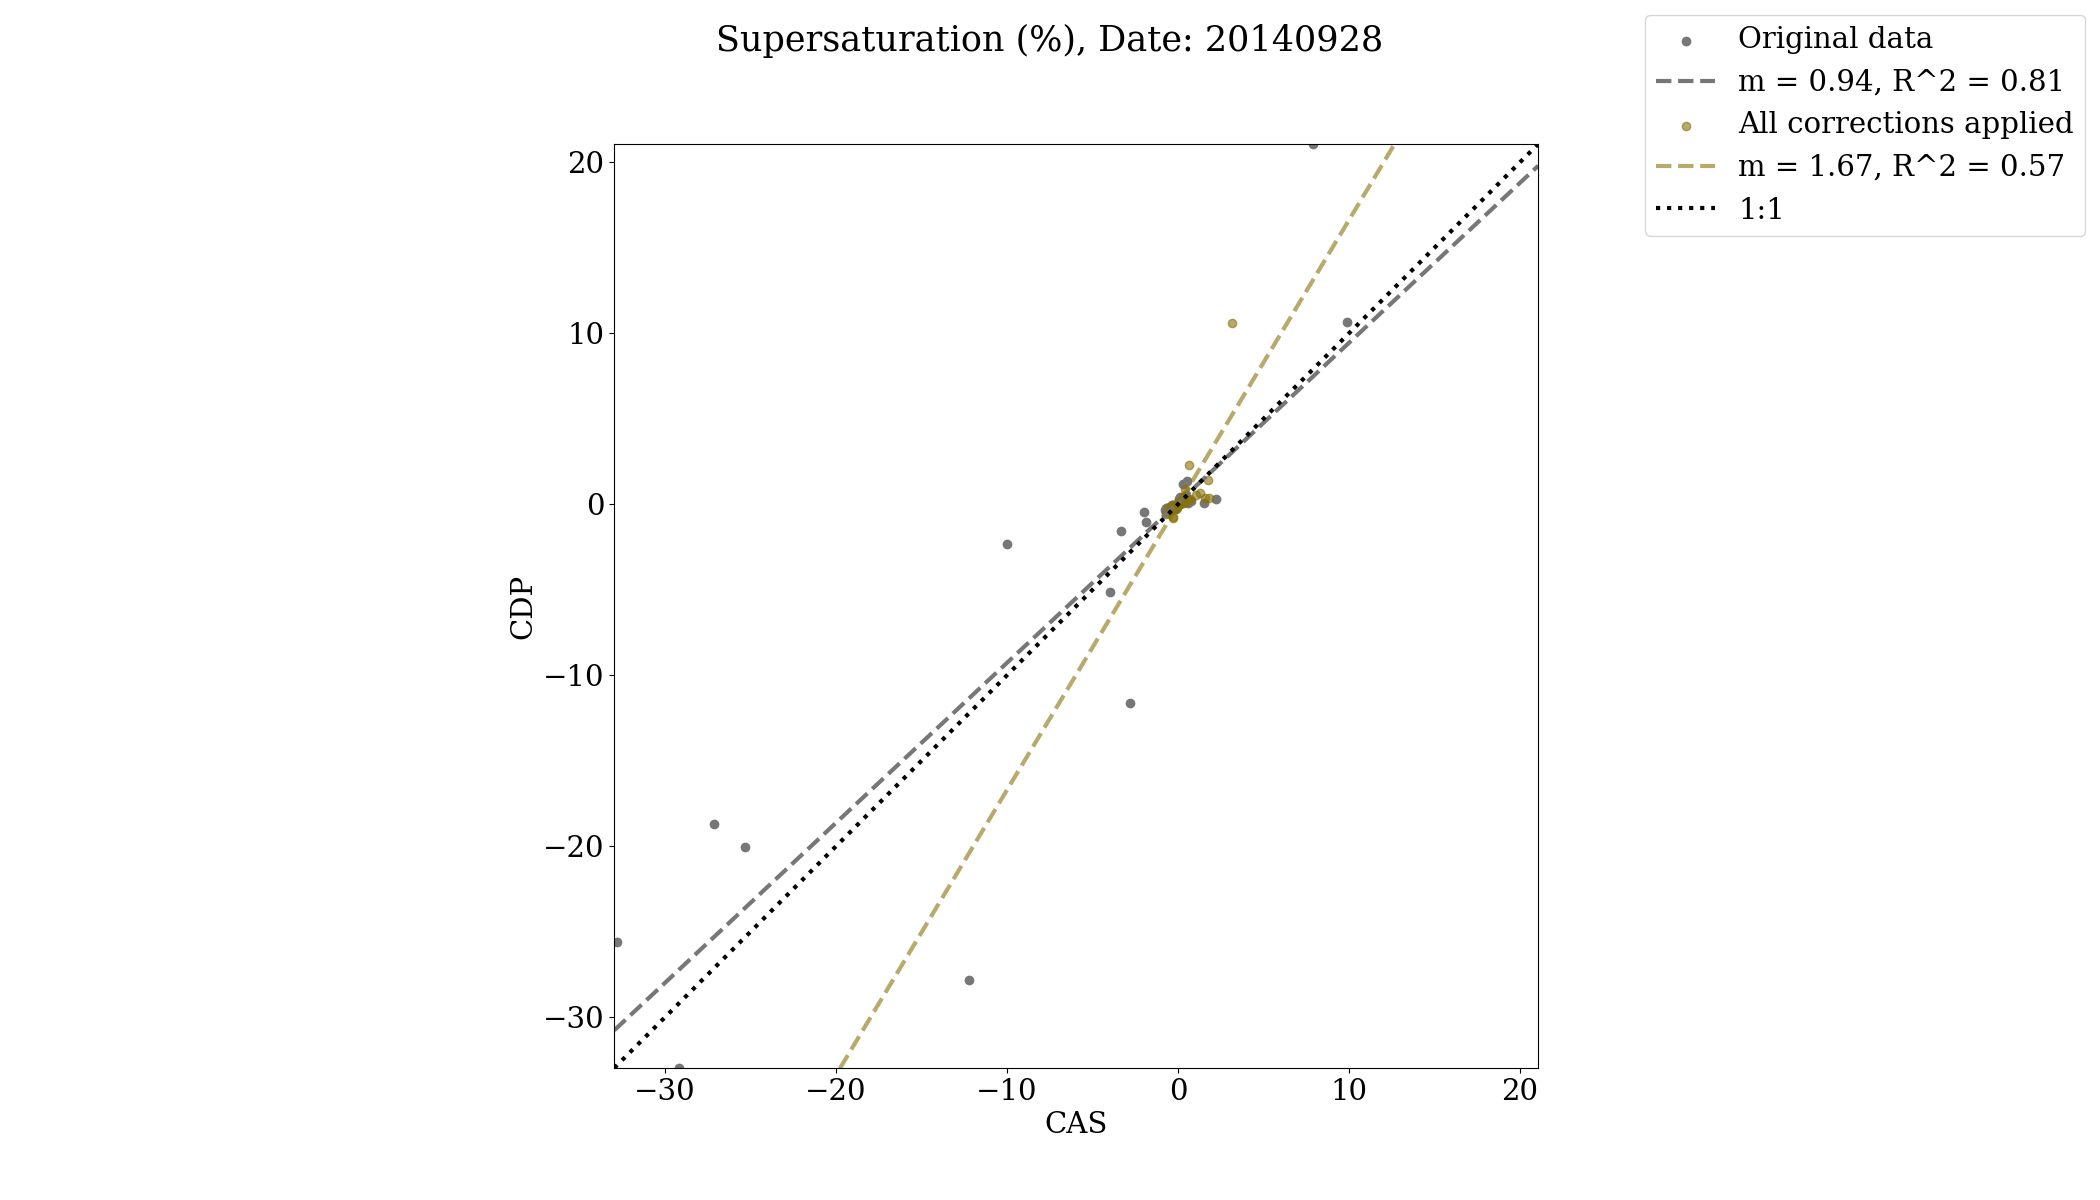 Supersaturation (%), Date: 20140928
Original data
m = 0.94, R^2 = 0.81
All corrections applied
m = 1.67, R^2 = 0.57
1:1
20
10
0
−10
−20
−30
CDP
−30
−20
−10
0
10
20
CAS